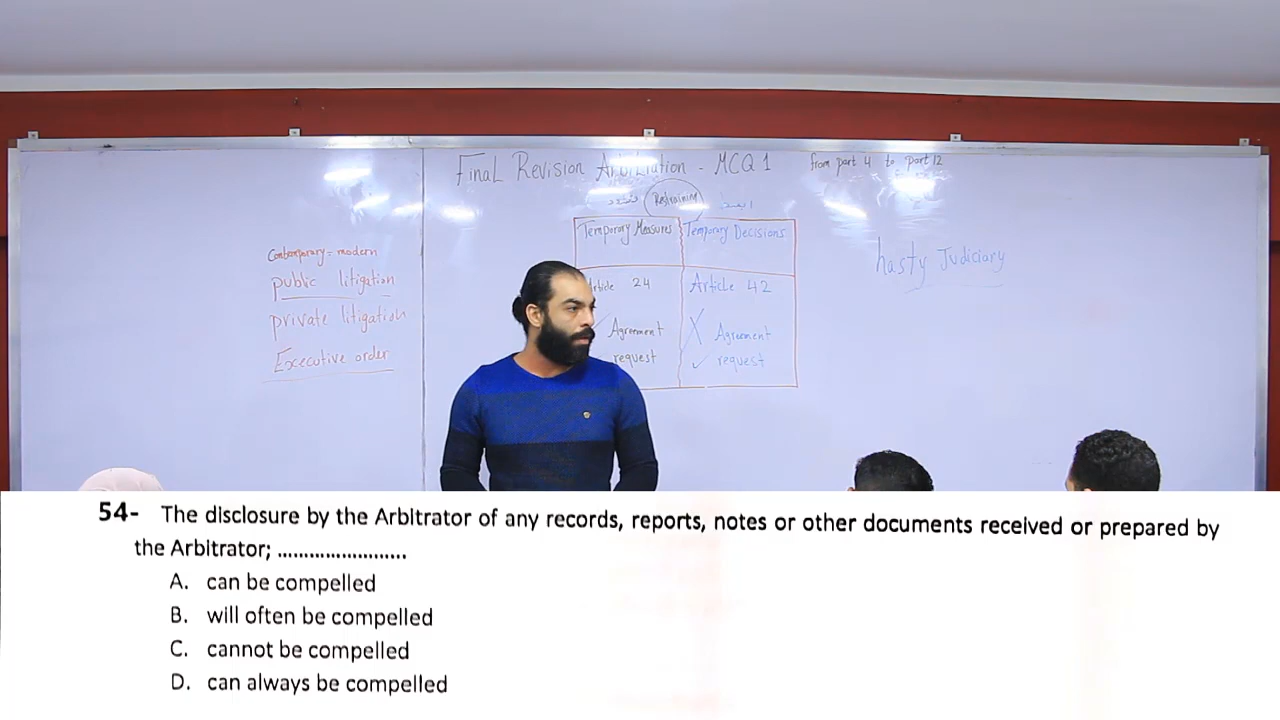 Final Revision Arbitration - MCQ 1 from part 4 to part 12
Restraining
Temporary Measures Temporary Decisions
Contemporary = modern
public litigation
private litigation
Excecutive order
Article 24 Article 42
Agreement X Agreement
request ✓ request
hasty Judiciary
54- The disclosure by the Arbitrator of any records, reports, notes or other documents received or prepared by
the Arbitrator; ........................
A. can be compelled
B. will often be compelled
C. cannot be compelled
D. can always be compelled